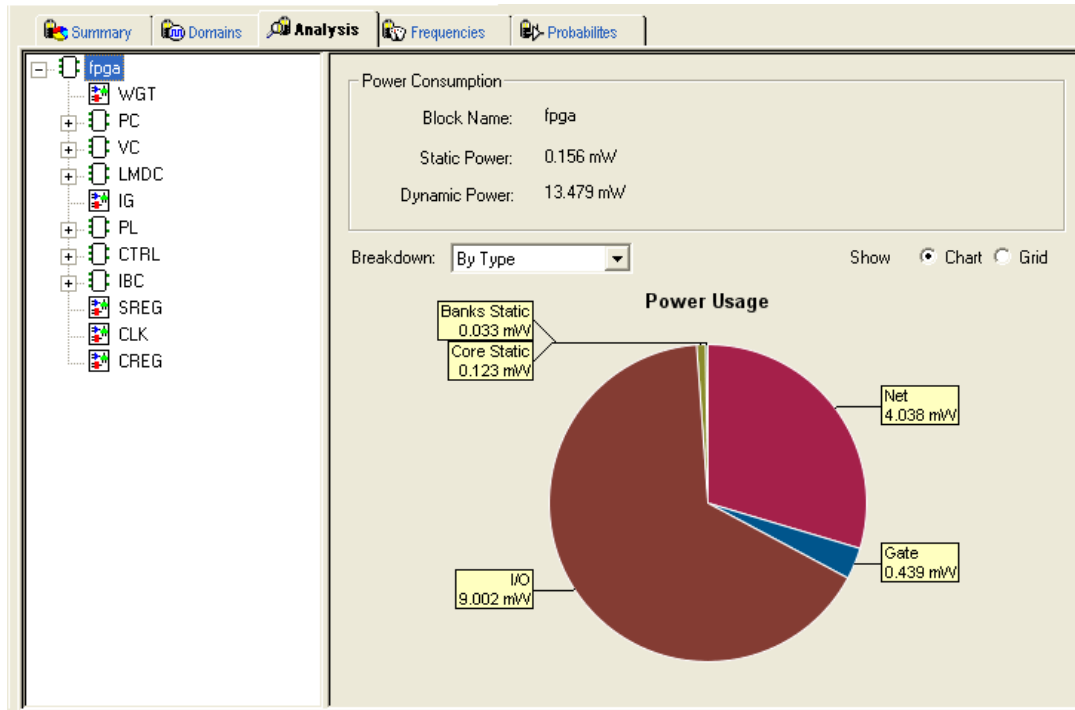 Summary
Domains
Analysis
Frequencies
Probabilites
fpga
WGT
PC
VC
LMDC
IG
PL
CTRL
IBC
SREG
CLK
CREG
Power Consumption
Block Name: fpga
Static Power: 0.156 mW
Dynamic Power: 13.479 mW
Breakdown: By Type
Show Chart Grid
Power Usage
Banks Static
0.033 mW
Core Static
0.123 mW
Net
4.038 mW
Gate
0.439 mW
I/O
9.002 mW